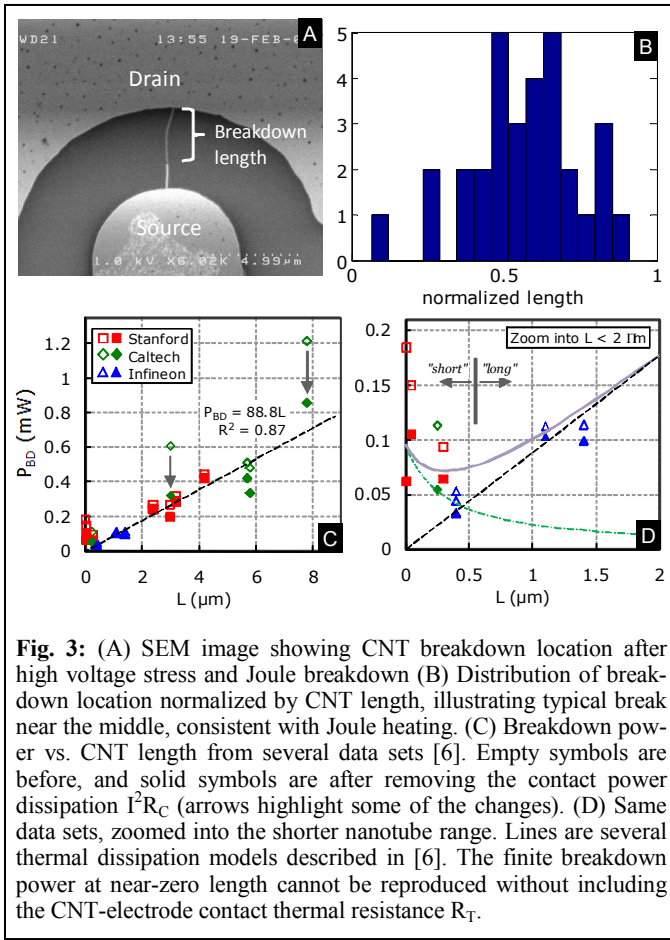 WD21 13:55 19-FEB-0
A
Drain
Breakdown
length
Source
1.0 kV X6.02K 4.99µm
B
5
4
3
2
1
0
0 0.5 1
normalized length
P_BD (mW)
1.2
1
0.8
0.6
0.4
0.2
0
Stanford
Caltech
Infineon
P_BD = 88.8L
R² = 0.87
C
0 2 4 6 8
L (µm)
0.2
0.15
0.1
0.05
0
Zoom into L < 2 Πm
"short" "long"
D
0 0.5 1 1.5 2
L (µm)
Fig. 3: (A) SEM image showing CNT breakdown location after
high voltage stress and Joule breakdown (B) Distribution of break-
down location normalized by CNT length, illustrating typical break
near the middle, consistent with Joule heating. (C) Breakdown pow-
er vs. CNT length from several data sets [6]. Empty symbols are
before, and solid symbols are after removing the contact power
dissipation I²R_C (arrows highlight some of the changes). (D) Same
data sets, zoomed into the shorter nanotube range. Lines are several
thermal dissipation models described in [6]. The finite breakdown
power at near-zero length cannot be reproduced without including
the CNT-electrode contact thermal resistance R_T.